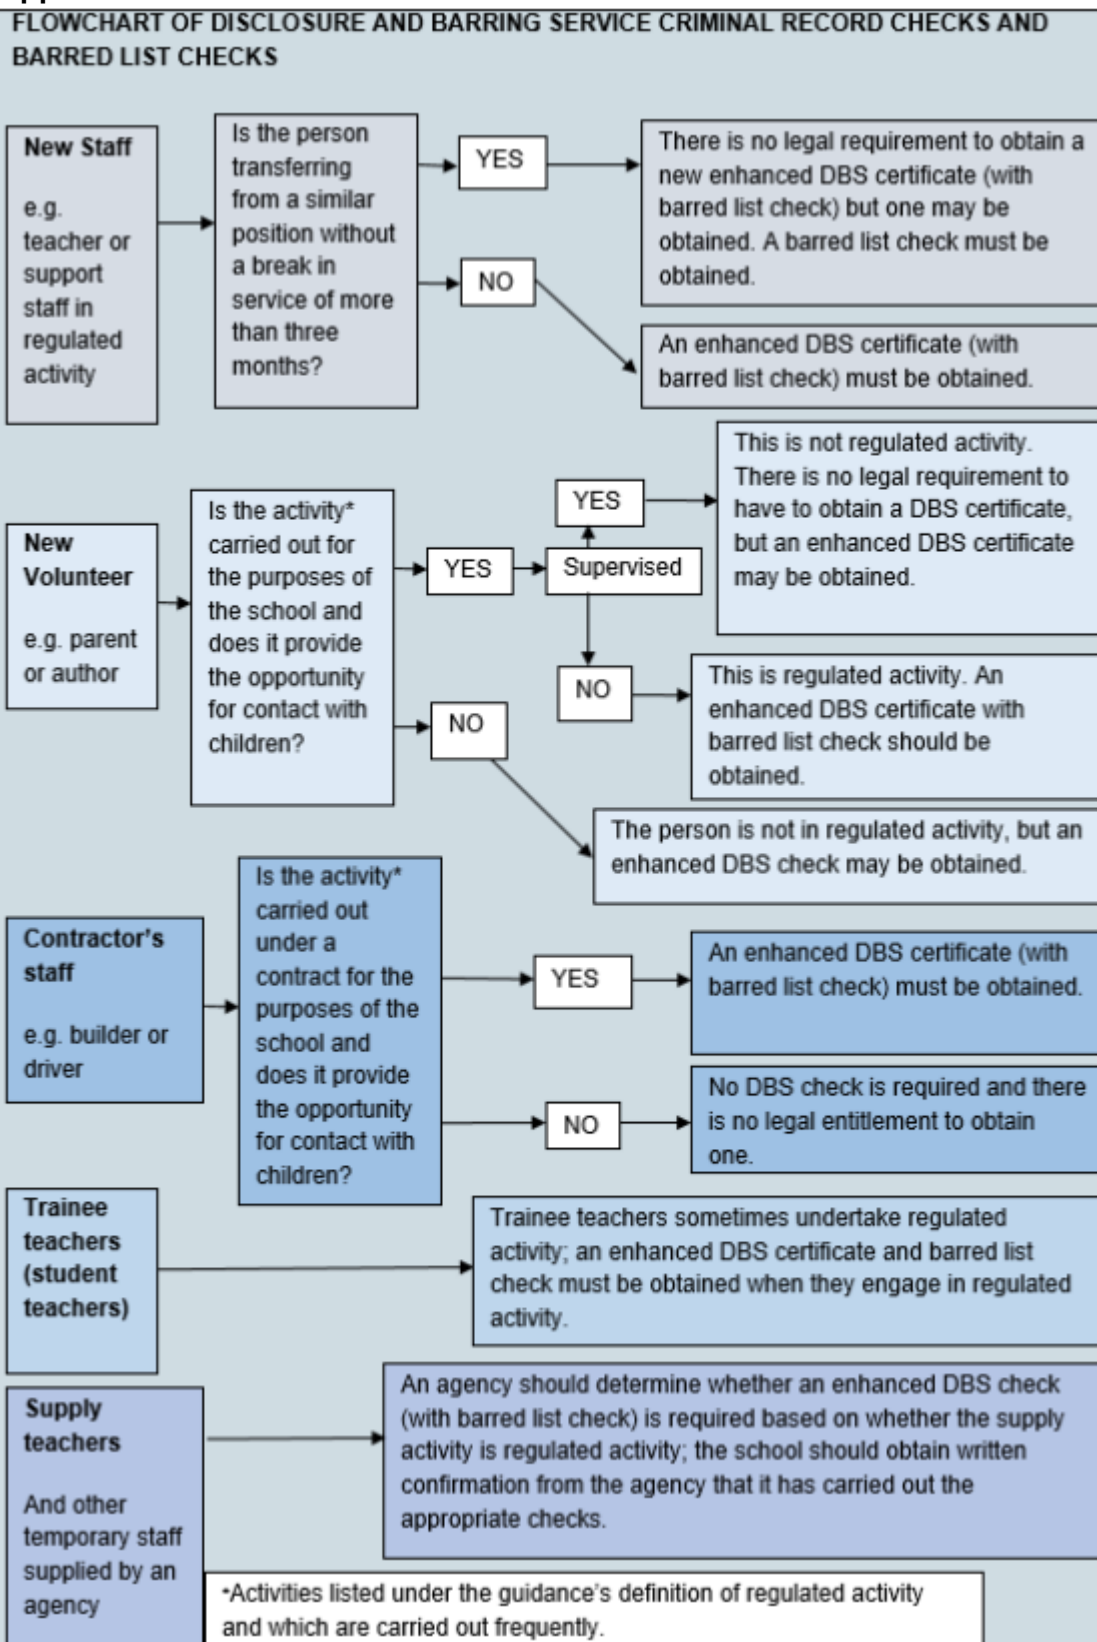 FLOWCHART OF DISCLOSURE AND BARRING SERVICE CRIMINAL RECORD CHECKS AND
BARRED LIST CHECKS
New Staff
e.g.
teacher or
support
staff in
regulated
activity
Is the person
transferring
from a similar
position without
a break in
service of more
than three
months?
YES
There is no legal requirement to obtain a
new enhanced DBS certificate (with
barred list check) but one may be
obtained. A barred list check must be
obtained.
NO
An enhanced DBS certificate (with
barred list check) must be obtained.
New
Volunteer
e.g. parent
or author
Is the activity*
carried out for
the purposes of
the school and
does it provide
the opportunity
for contact with
children?
YES
Supervised
YES
This is not regulated activity.
There is no legal requirement to
have to obtain a DBS certificate,
but an enhanced DBS certificate
may be obtained.
NO
This is regulated activity. An
enhanced DBS certificate with
barred list check should be
obtained.
NO
The person is not in regulated activity, but an
enhanced DBS check may be obtained.
Contractor's
staff
e.g. builder or
driver
Is the activity*
carried out
under a
contract for the
purposes of the
school and
does it provide
the opportunity
for contact with
children?
YES
An enhanced DBS certificate (with
barred list check) must be obtained.
NO
No DBS check is required and there
is no legal entitlement to obtain
one.
Trainee
teachers
(student
teachers)
Trainee teachers sometimes undertake regulated
activity; an enhanced DBS certificate and barred list
check must be obtained when they engage in regulated
activity.
Supply
teachers
And other
temporary staff
supplied by an
agency
An agency should determine whether an enhanced DBS check
(with barred list check) is required based on whether the supply
activity is regulated activity; the school should obtain written
confirmation from the agency that it has carried out the
appropriate checks.
*Activities listed under the guidance's definition of regulated activity
and which are carried out frequently.